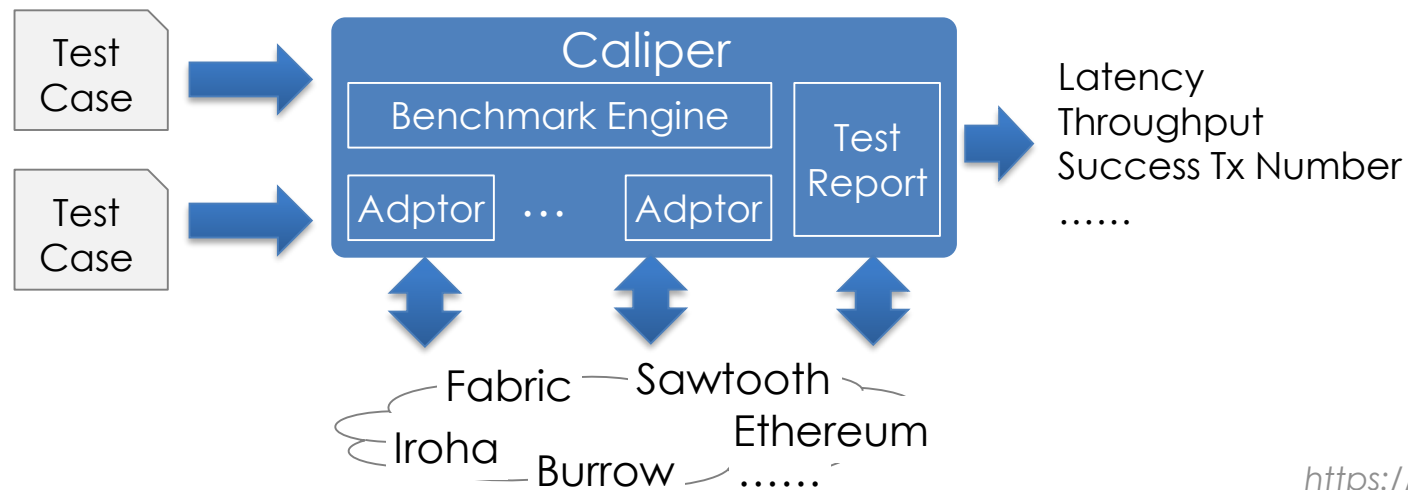 Test
Case
Test
Case
Caliper
Benchmark Engine
Adptor
...
Adptor
Test
Report
Latency
Throughput
Success Tx Number
......
Fabric
Sawtooth
Iroha
Ethereum
Burrow
......
https:/